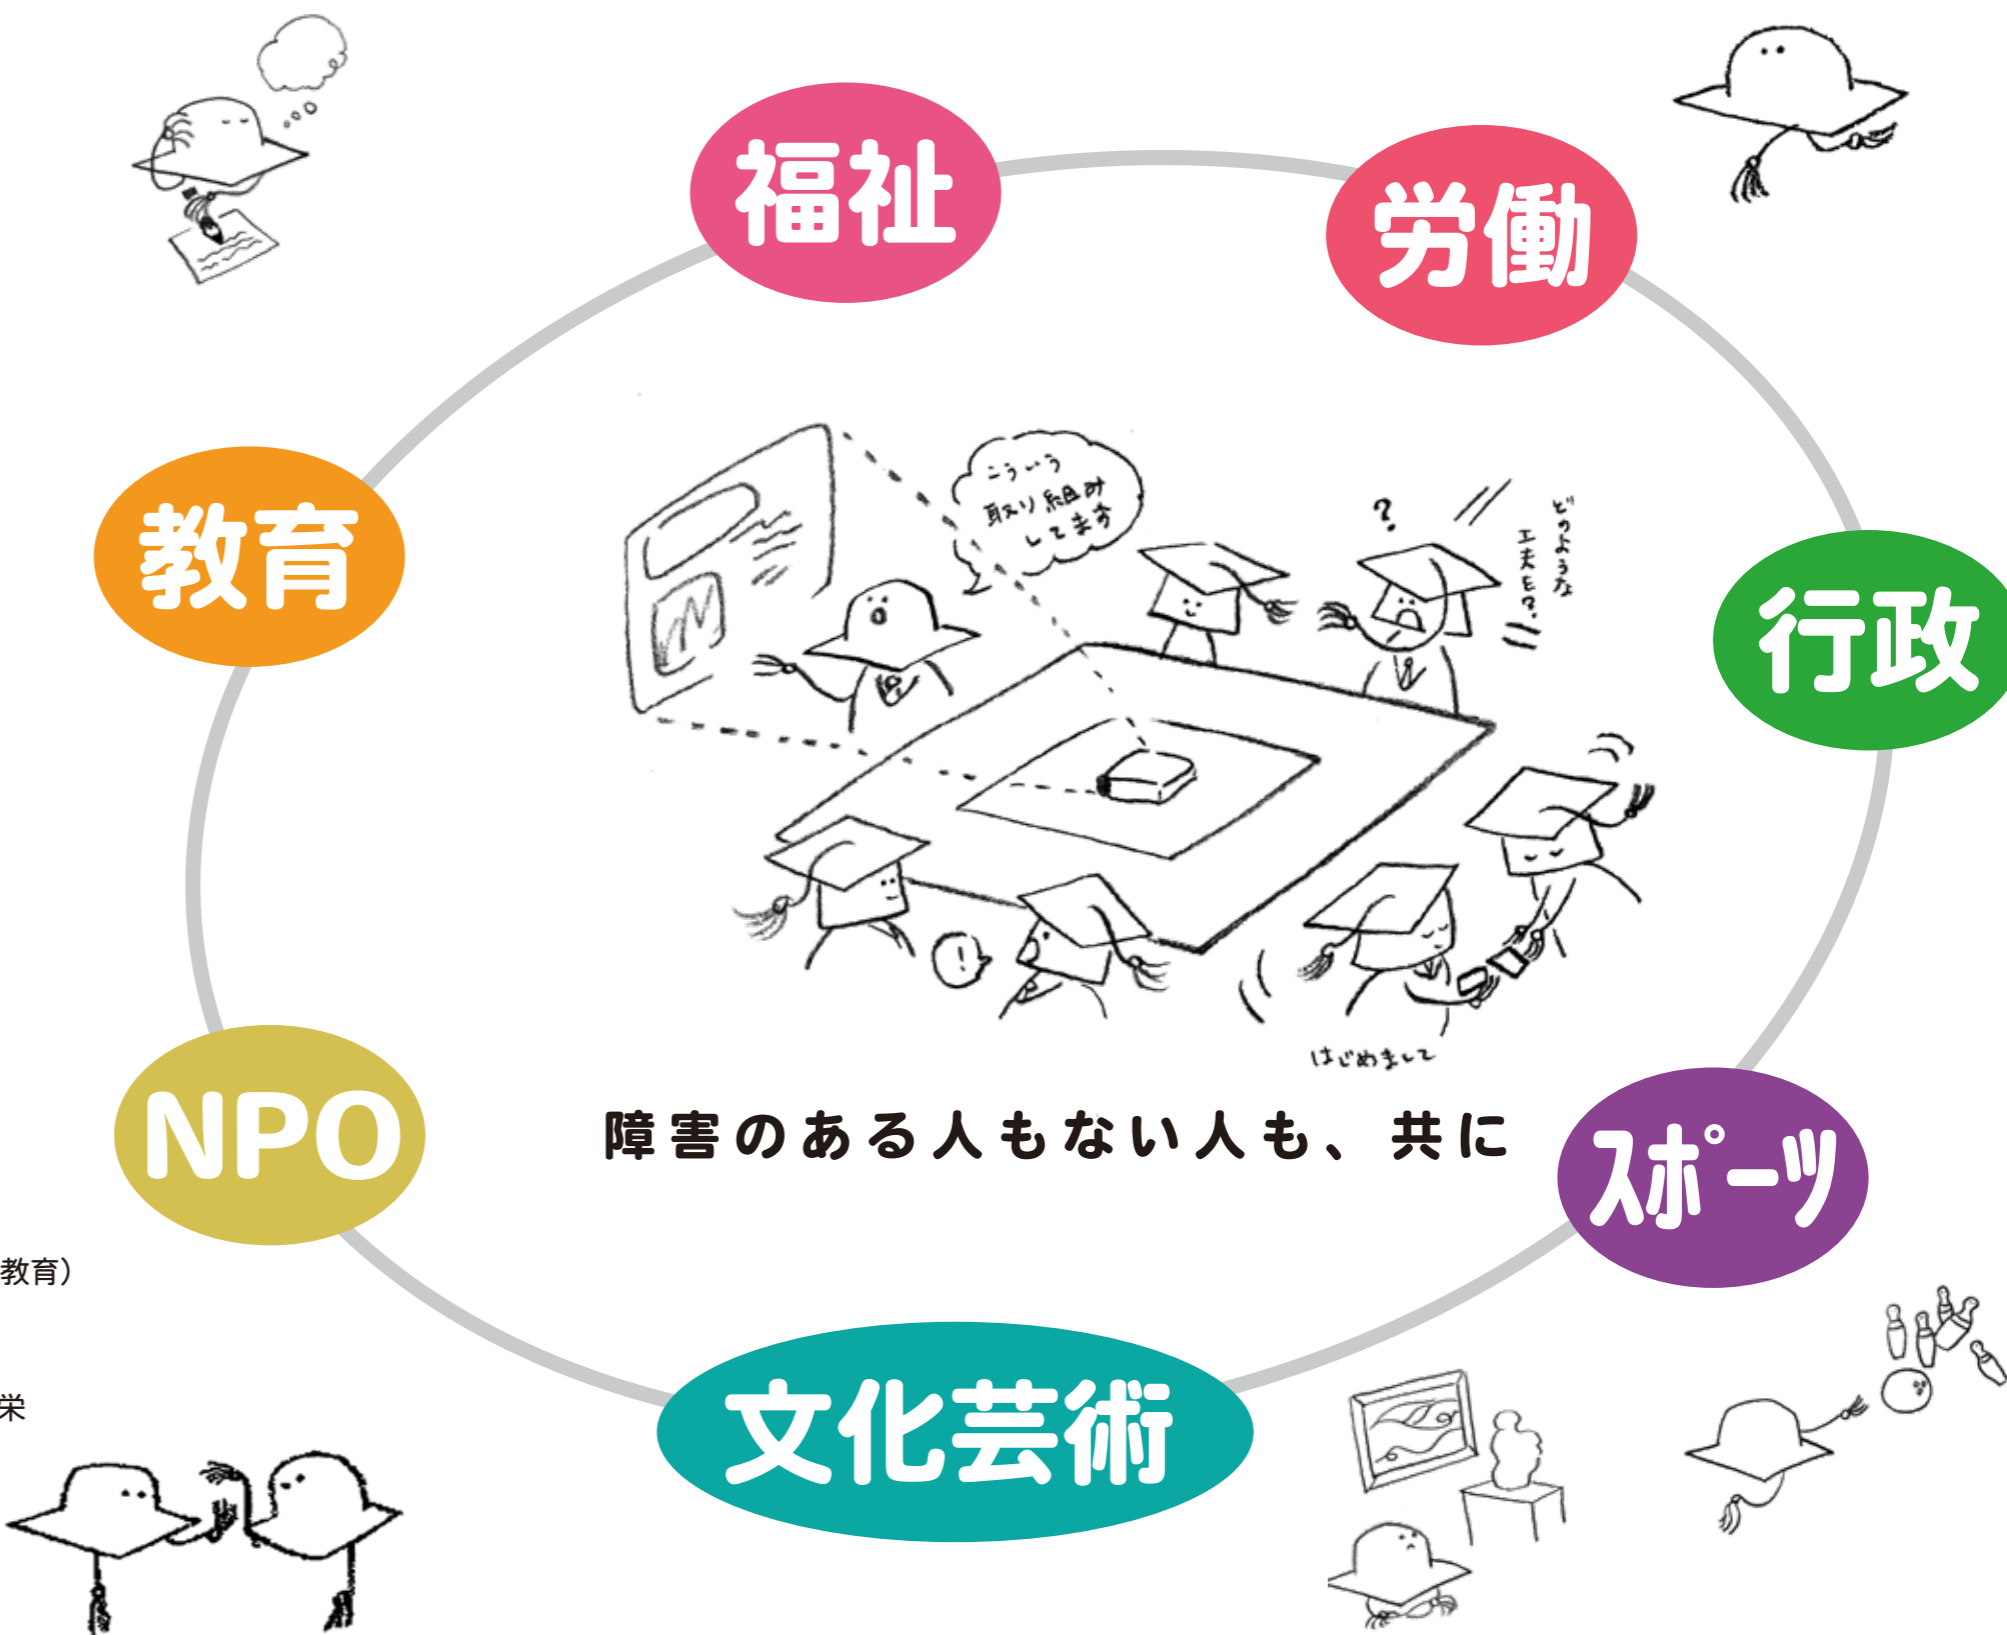 福祉
労働
教育
行政
こういう
取り組み
してます
?
どのような
工夫を?
!
はじめまして
NPO
障害のある人もない人も、共に
スポーツ
教育）
栄
文化芸術